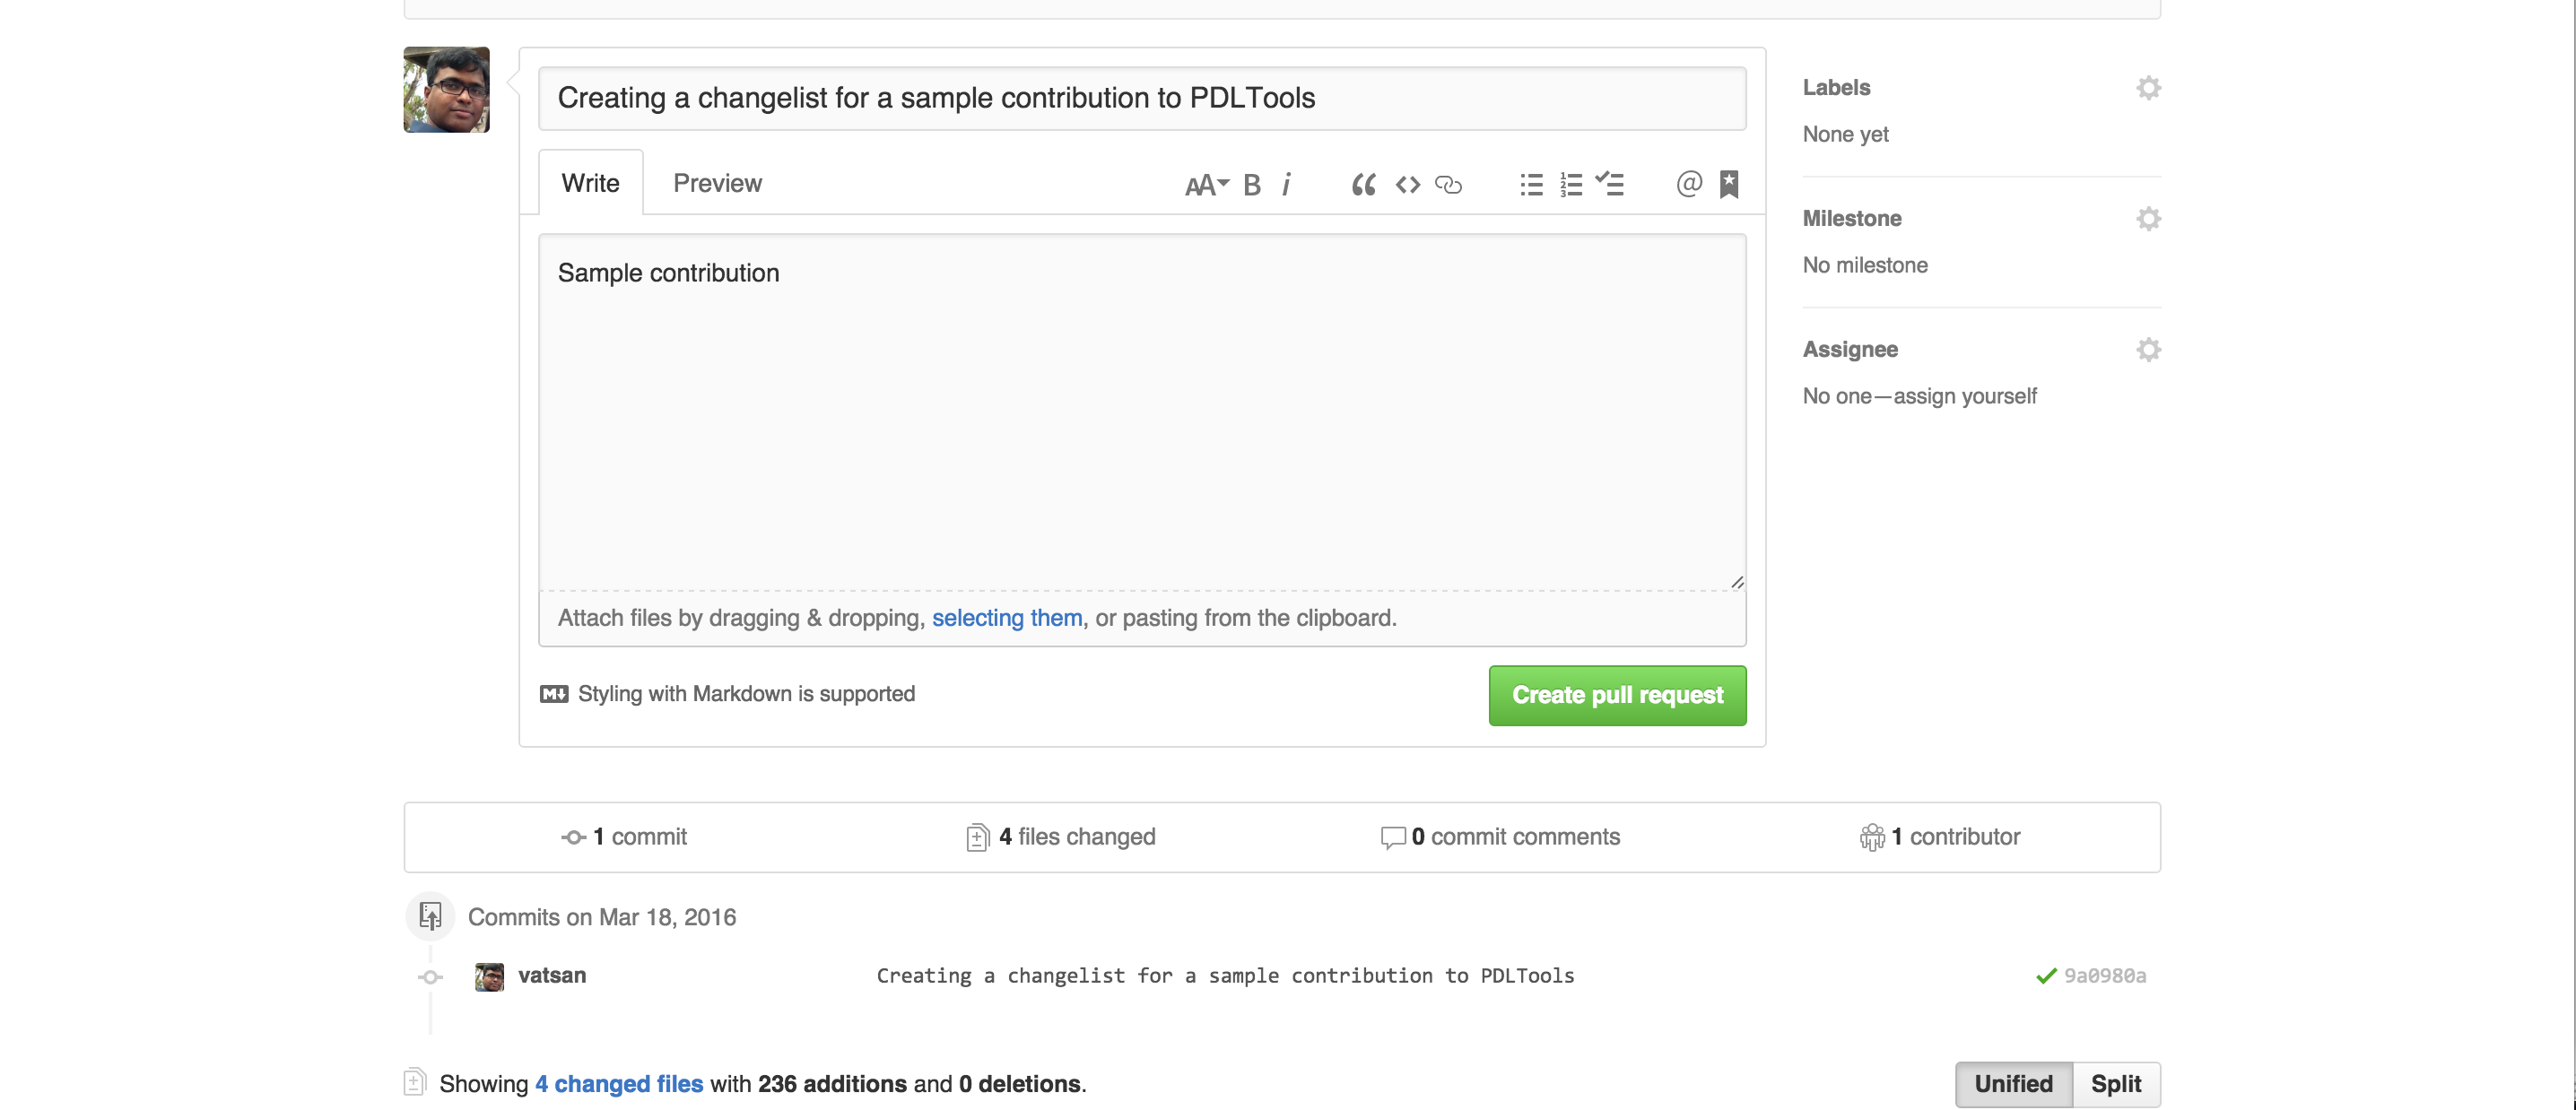 Creating a changelist for a sample contribution to PDLTools
Labels
None yet
Write
Preview
AA
B
i
@
Milestone
No milestone
Sample contribution
Assignee
No one—assign yourself
Attach files by dragging & dropping, selecting them, or pasting from the clipboard.
M Styling with Markdown is supported
Create pull request
1 commit
4 files changed
0 commit comments
1 contributor
Commits on Mar 18, 2016
vatsan
Creating a changelist for a sample contribution to PDLTools
9a0980a
Showing 4 changed files with 236 additions and 0 deletions.
Unified
Split